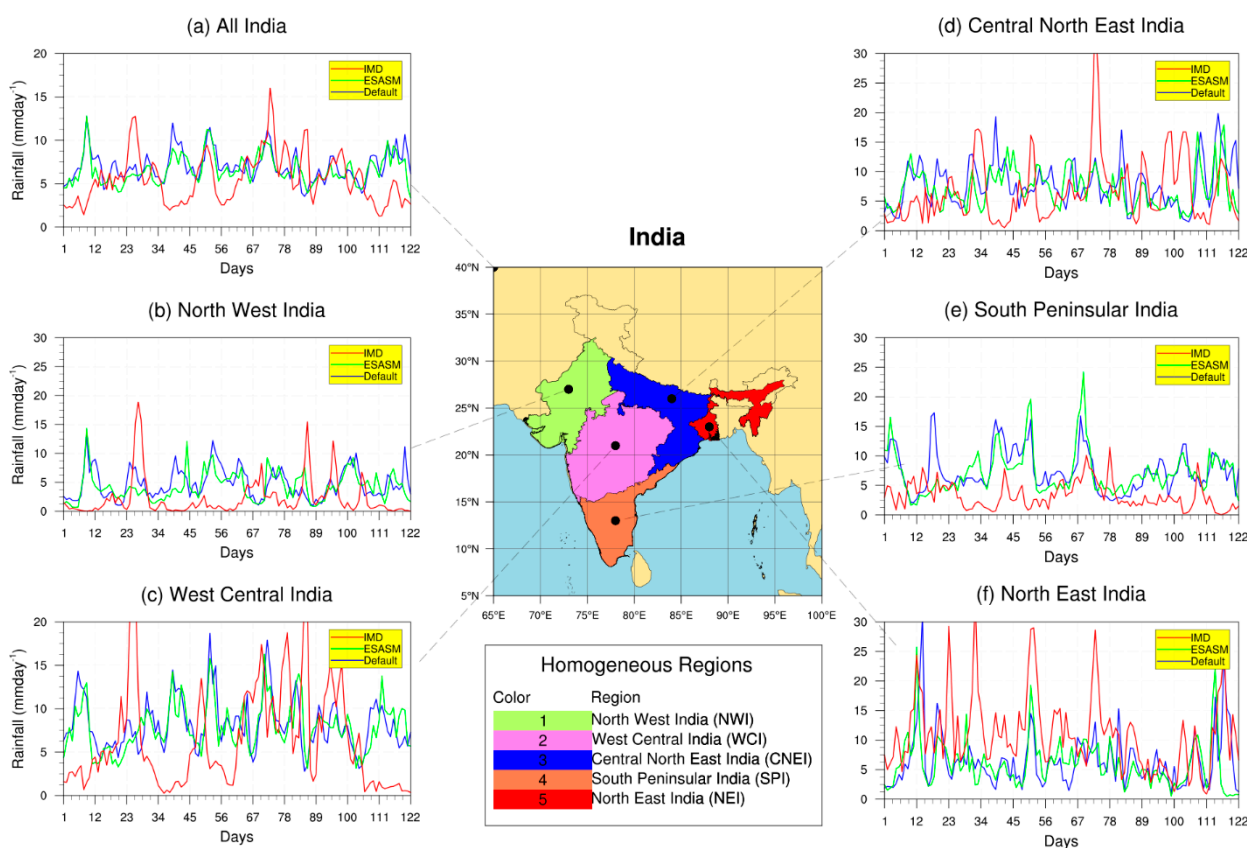 (a) All India
Rainfall (mmday⁻¹)
20
15
10
5
0
IMD
ESASM
Default
1 12 23 34 45 56 67 78 89 100 111 122
Days
(b) North West India
Rainfall (mmday⁻¹)
30
25
20
15
10
5
0
IMD
ESASM
Default
1 12 23 34 45 56 67 78 89 100 111 122
Days
(c) West Central India
Rainfall (mmday⁻¹)
20
15
10
5
0
IMD
ESASM
Default
1 12 23 34 45 56 67 78 89 100 111 122
Days
India
40°N
35°N
30°N
25°N
20°N
15°N
10°N
5°N
65°E 70°E 75°E 80°E 85°E 90°E 95°E 100°E
Homogeneous Regions
Color Region
1 North West India (NWI)
2 West Central India (WCI)
3 Central North East India (CNEI)
4 South Peninsular India (SPI)
5 North East India (NEI)
(d) Central North East India
30
25
20
15
10
5
0
IMD
ESASM
Default
1 12 23 34 45 56 67 78 89 100 111 122
Days
(e) South Peninsular India
30
25
20
15
10
5
0
IMD
ESASM
Default
1 12 23 34 45 56 67 78 89 100 111 122
Days
(f) North East India
30
25
20
15
10
5
0
IMD
ESASM
Default
1 12 23 34 45 56 67 78 89 100 111 122
Days